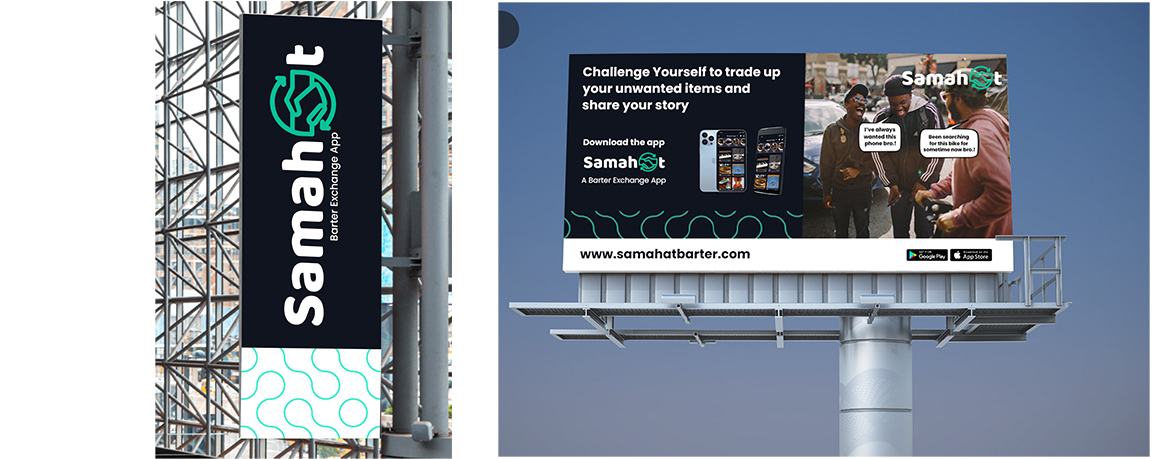 Samahat
Barter Exchange App
Challenge Yourself to trade up
your unwanted items and
share your story
Download the app
Samahat
A Barter Exchange App
Samahat
I've always
wanted this
phone bro.!
Been searching
for this bike for
sometime now bro.!
www.samahatbarter.com
Google Play
App Store